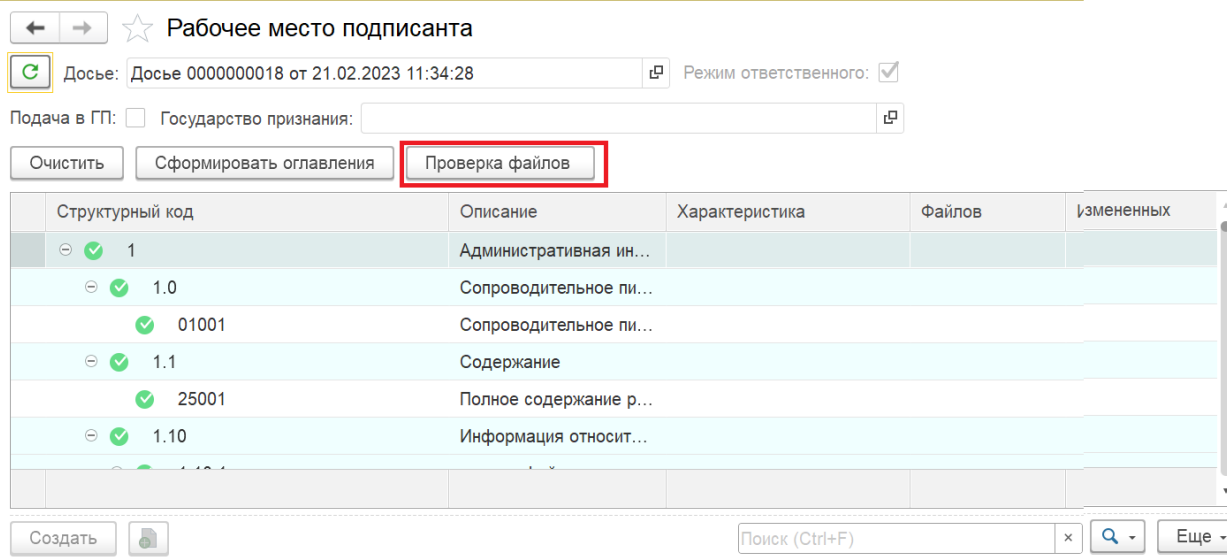 Рабочее место подписанта
Досье: Досье 0000000018 от 21.02.2023 11:34:28 Режим ответственного:
Подача в ГП: Государство признания:
Очистить Сформировать оглавления Проверка файлов
Структурный код Описание Характеристика Файлов Измененных
1 Административная ин...
1.0 Сопроводительное пи...
01001 Сопроводительное пи...
1.1 Содержание
25001 Полное содержание р...
1.10 Информация относит...
Создать Поиск (Ctrl+F) × Еще